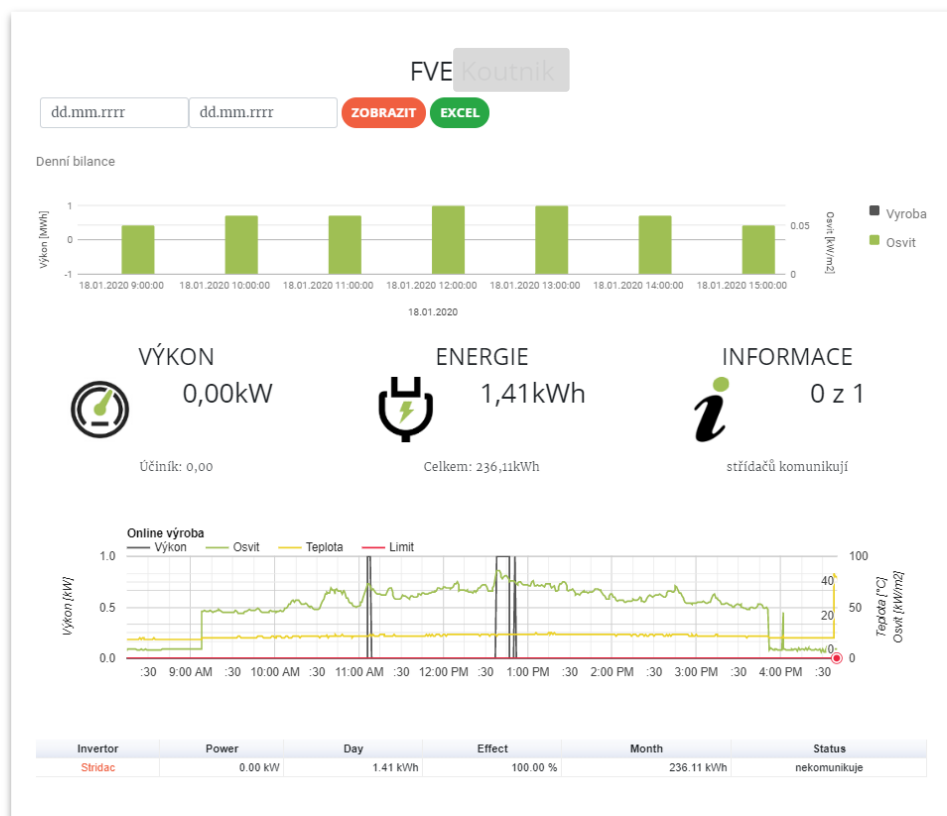 FVE Koutnik
dd.mm.rrrr dd.mm.rrrr ZOBRAZIT EXCEL
Denní bilance
Výkon [MWh]
1
0
-1
0.05
0
Osvit [kW/m2]
Vyroba
Osvit
18.01.2020 9:00:00 18.01.2020 10:00:00 18.01.2020 11:00:00 18.01.2020 12:00:00 18.01.2020 13:00:00 18.01.2020 14:00:00 18.01.2020 15:00:00
18.01.2020
VÝKON ENERGIE INFORMACE
0,00kW 1,41kWh 0 z 1
Účiník: 0,00 Celkem: 236,11kWh střídačů komunikují
Online výroba
Výkon Osvit Teplota Limit
Výkon [kW]
1.0
0.5
0.0
40
20
0
100
50
0
Teplota [°C]
Osvit [kW/m2]
:30 9:00 AM :30 10:00 AM :30 11:00 AM :30 12:00 PM :30 1:00 PM :30 2:00 PM :30 3:00 PM :30 4:00 PM :30
Invertor Power Day Effect Month Status
Stridac 0.00 kW 1.41 kWh 100.00 % 236.11 kWh nekomunikuje